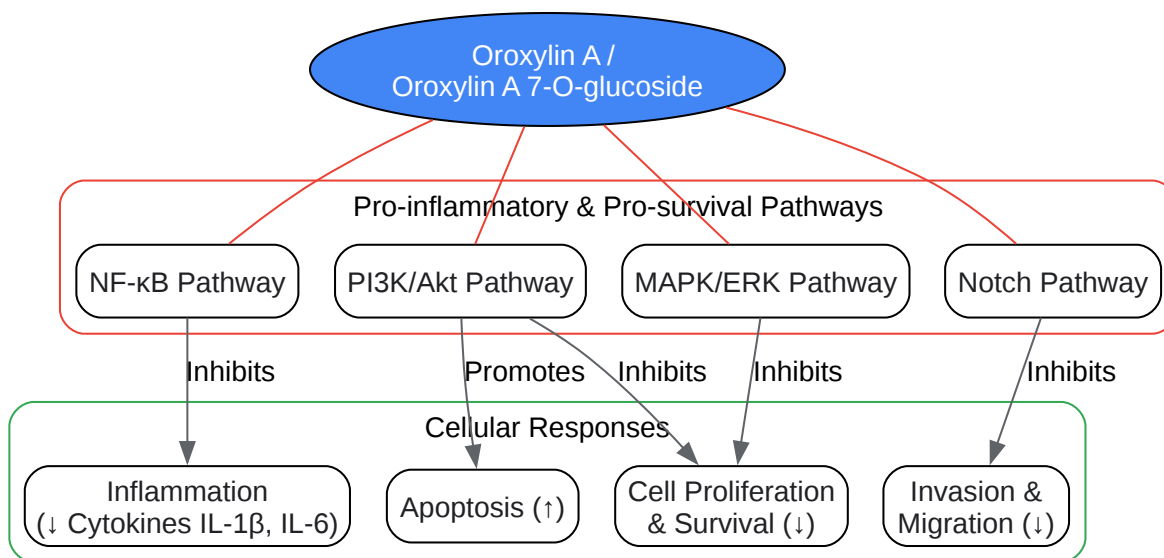 Oroxylin A /
Oroxylin A 7-O-glucoside
Pro-inflammatory & Pro-survival Pathways
NF-κB Pathway
PI3K/Akt Pathway
MAPK/ERK Pathway
Notch Pathway
Inhibits
Promotes
Inhibits
Inhibits
Inhibits
Cellular Responses
Inflammation
(↓ Cytokines IL-1β, IL-6)
Apoptosis (↑)
Cell Proliferation
& Survival (↓)
Invasion &
Migration (↓)